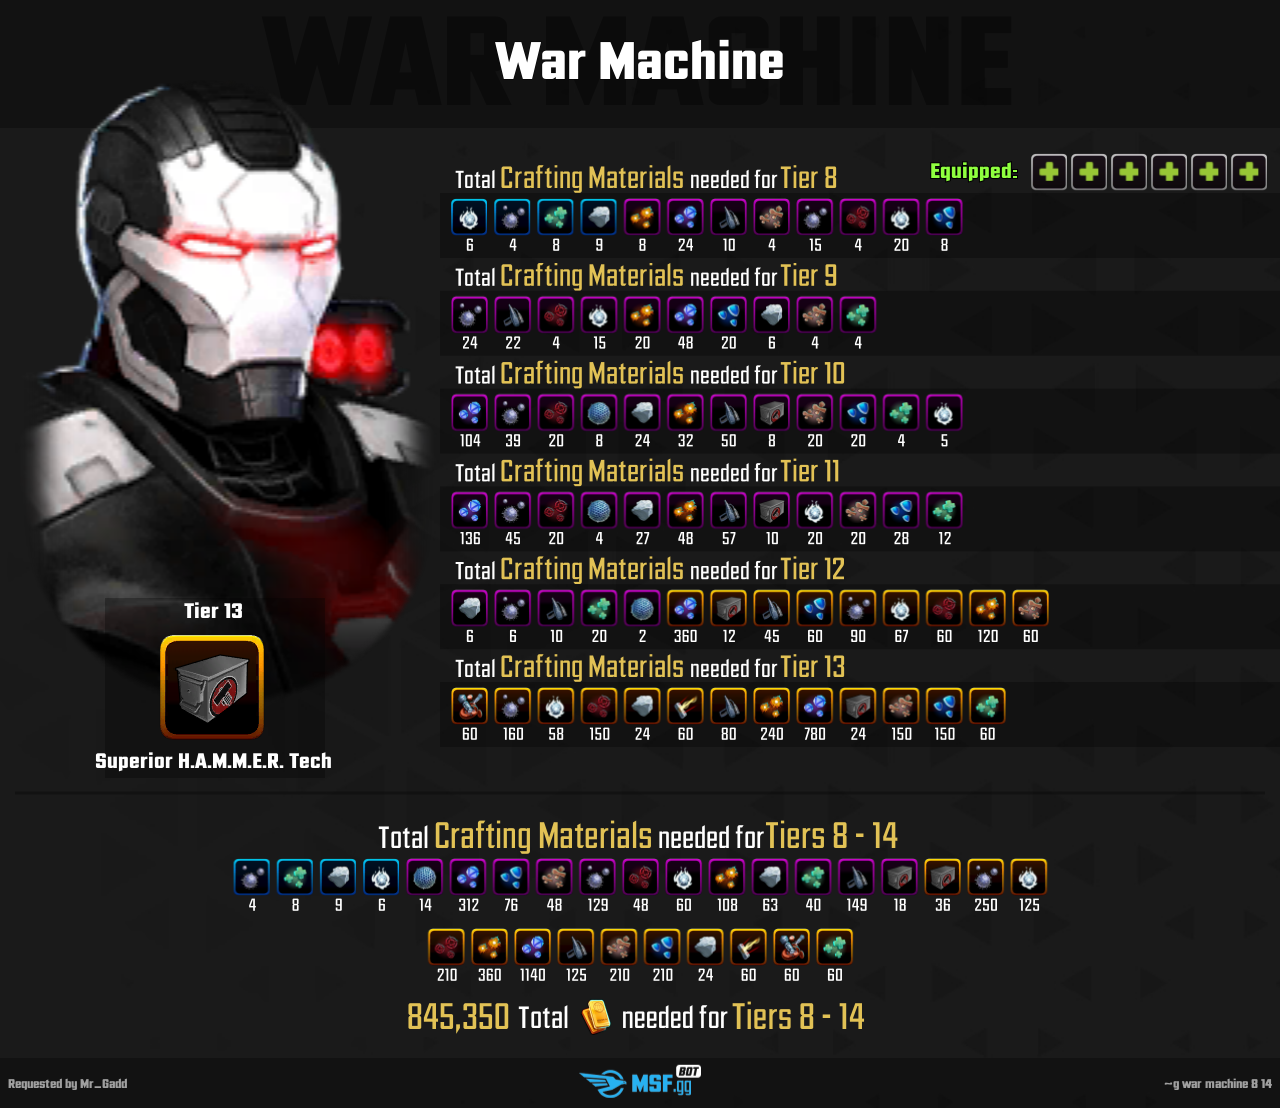 WAR MACHINE
War Machine
Equipped:
Total Crafting Materials needed for Tier 8
6 4 8 9 8 24 10 4 15 4 20 8
Total Crafting Materials needed for Tier 9
24 22 4 15 20 48 20 6 4 4
Total Crafting Materials needed for Tier 10
104 39 20 8 24 32 50 8 20 20 4 5
Total Crafting Materials needed for Tier 11
136 45 20 4 27 48 57 10 20 20 28 12
Total Crafting Materials needed for Tier 12
6 6 10 20 2 360 12 45 60 90 67 60 120 60
Total Crafting Materials needed for Tier 13
60 160 58 150 24 60 80 240 780 24 150 150 60
Tier 13
Superior H.A.M.M.E.R. Tech
Total Crafting Materials needed for Tiers 8 - 14
4 8 9 6 14 312 76 48 129 48 60 108 63 40 149 18 36 250 125
210 360 1140 125 210 210 24 60 60 60
845,350 Total needed for Tiers 8 - 14
Requested by Mr_Gadd
MSF.gg BOT
~g war machine 8 14